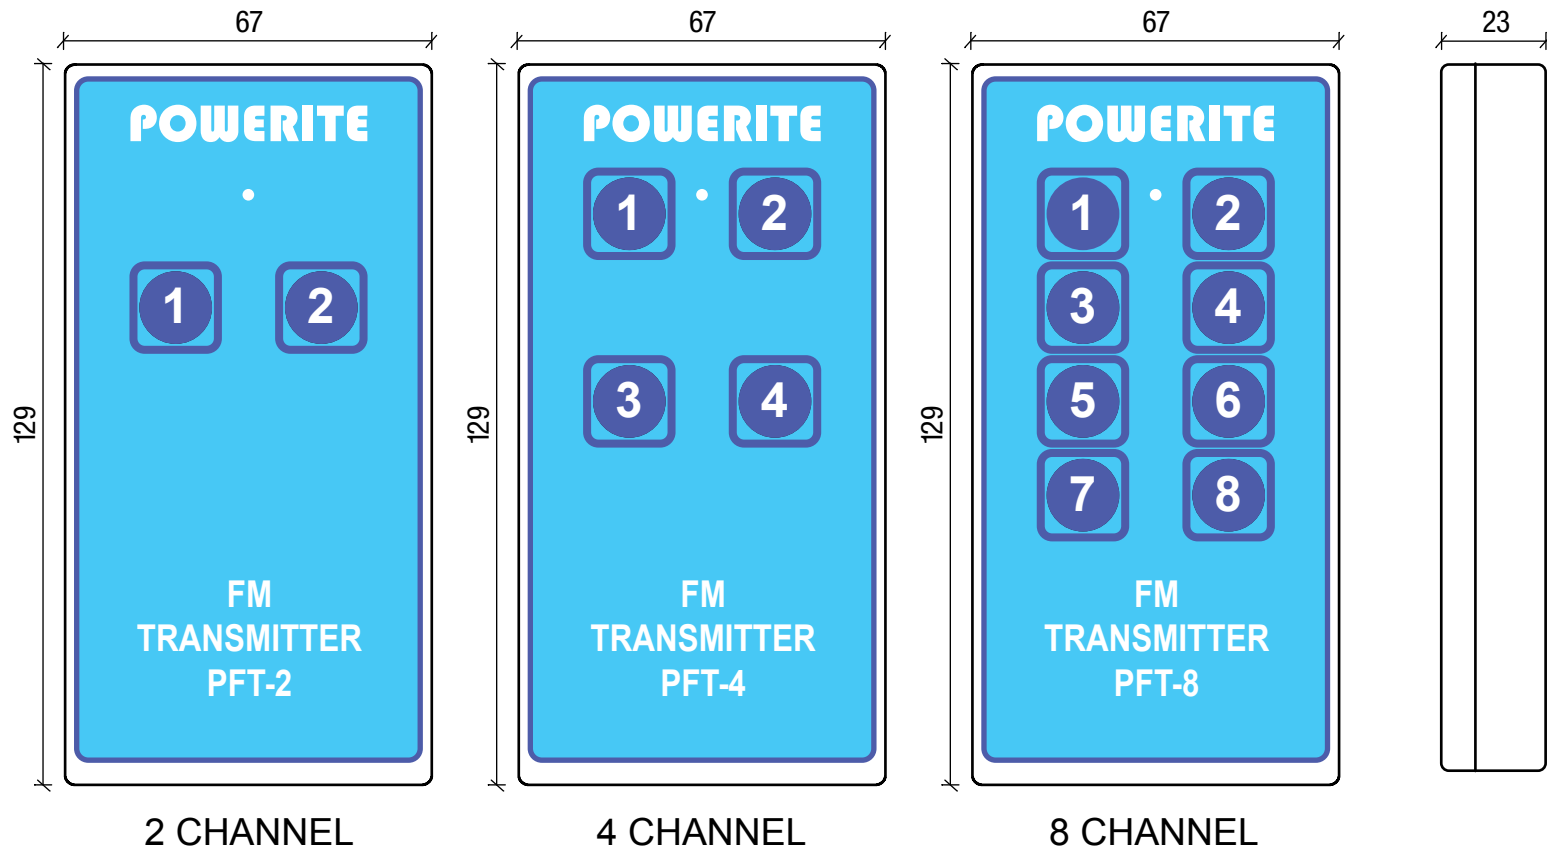 67
67
67
23
129
POWERITE
1 2
FM
TRANSMITTER
PFT-2
2 CHANNEL
129
POWERITE
1 2
3 4
FM
TRANSMITTER
PFT-4
4 CHANNEL
129
POWERITE
1 2
3 4
5 6
7 8
FM
TRANSMITTER
PFT-8
8 CHANNEL